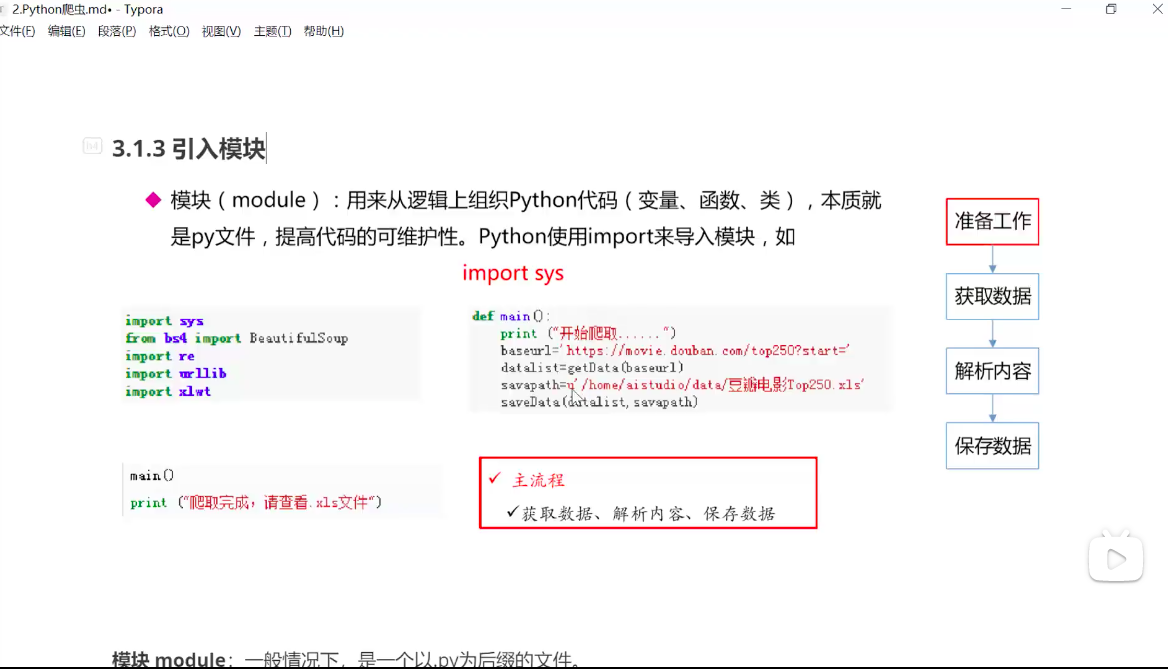 2.Python爬虫.md• - Typora
文件(F) 编辑(E) 段落(P) 格式(O) 视图(V) 主题(T) 帮助(H)
h4
3.1.3 引入模块
模块（module）：用来从逻辑上组织Python代码（变量、函数、类），本质就
是py文件，提高代码的可维护性。Python使用import来导入模块，如
import sys
import sys
from bs4 import BeautifulSoup
import re
import urllib
import xlwt
def main():
print ("开始爬取......")
baseurl='https://movie.douban.com/top250?start='
datalist=getData(baseurl)
savapath=u'/home/aistudio/data/豆瓣电影Top250.xls'
saveData(datalist,savapath)
main()
print ("爬取完成，请查看.xls文件")
✓ 主流程
✓获取数据、解析内容、保存数据
准备工作
获取数据
解析内容
保存数据
模块 module：一般情况下，是一个以.py为后缀的文件。